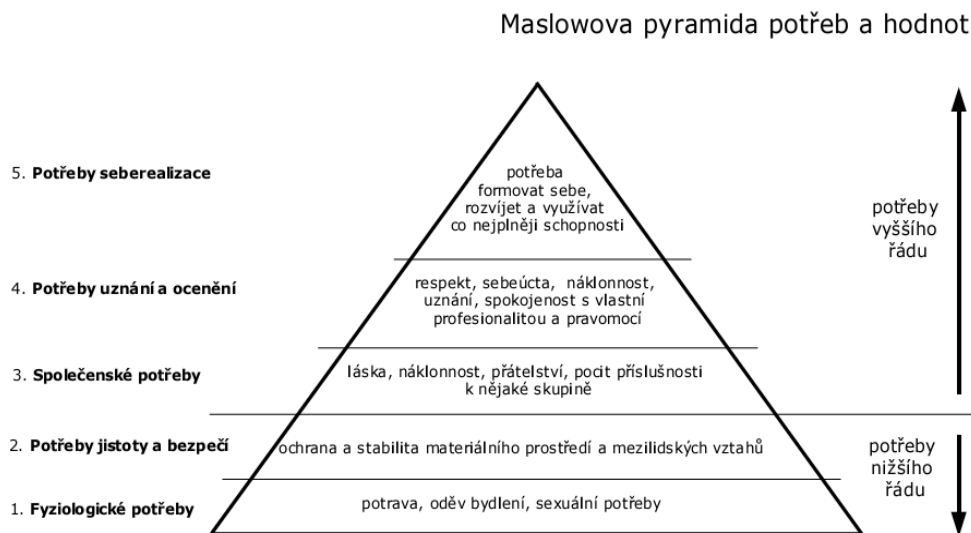 Maslowova pyramida potřeb a hodnot
5. Potřeby seberealizace
potřeba
formovat sebe,
rozvíjet a využívat
co nejplněji schopnosti
potřeby
vyššího
řádu
4. Potřeby uznání a ocenění
respekt, sebeúcta, náklonnost,
uznání, spokojenost s vlastní
profesionalitou a pravomocí
3. Společenské potřeby
láska, náklonnost, přátelství, pocit příslušnosti
k nějaké skupině
2. Potřeby jistoty a bezpečí
ochrana a stabilita materiálního prostředí a mezilidských vztahů
potřeby
nižšího
řádu
1. Fyziologické potřeby
potrava, oděv bydlení, sexuální potřeby